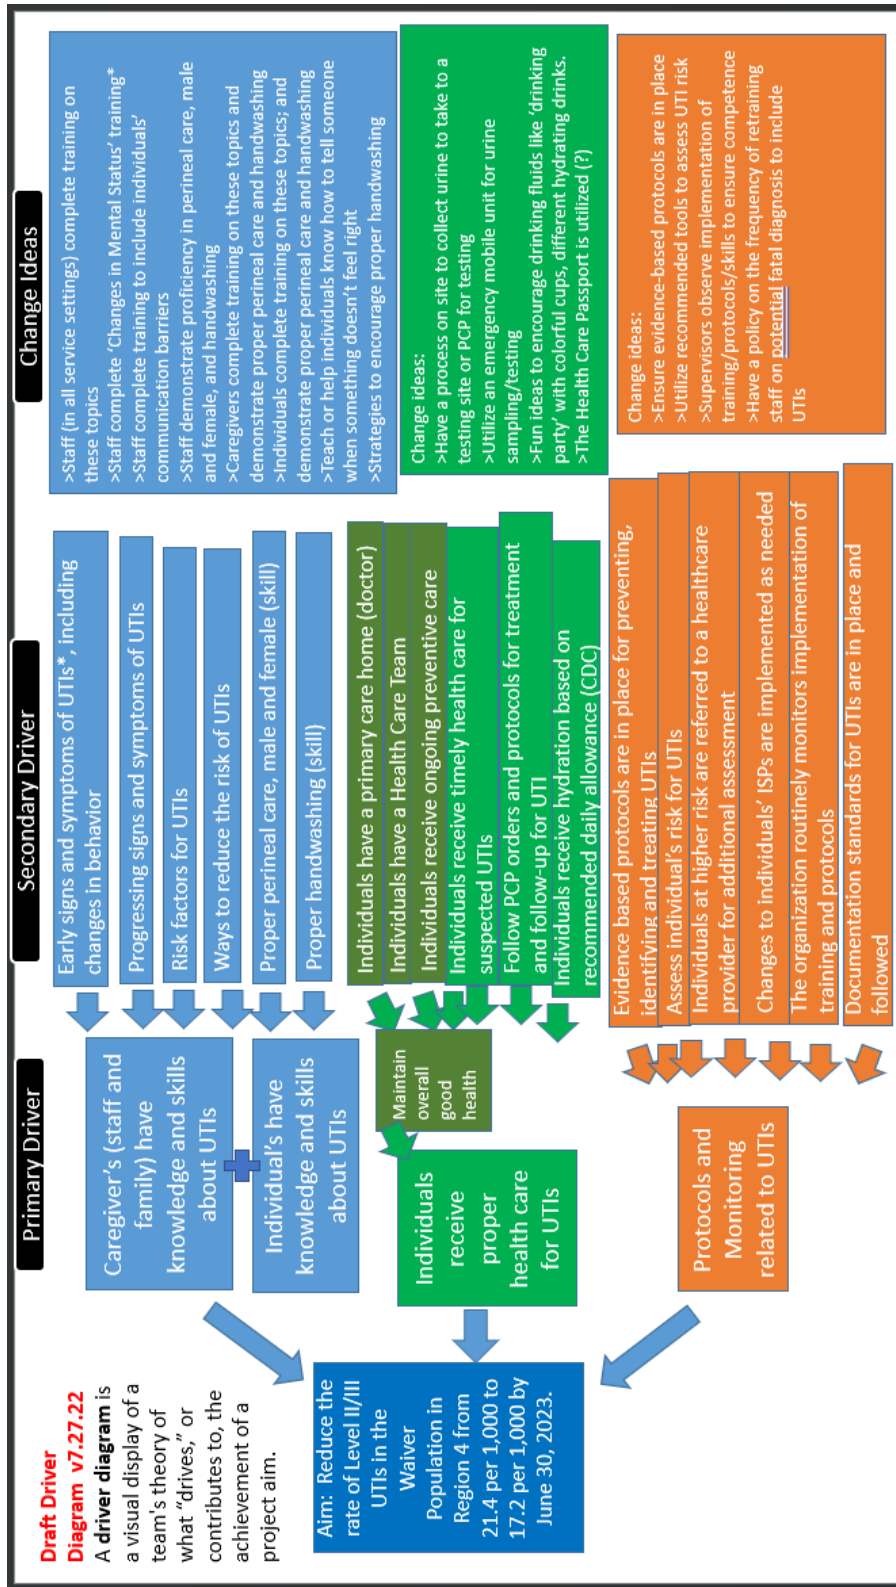 Draft Driver
Diagram v7.27.22
A driver diagram is
a visual display of a
team's theory of
what "drives," or
contributes to, the
achievement of a
project aim.
Aim: Reduce the
rate of Level II/III
UTIs in the
Waiver
Population in
Region 4 from
21.4 per 1,000 to
17.2 per 1,000 by
June 30, 2023.
Primary Driver
Caregiver's (staff and
family) have
knowledge and skills
about UTIs
Individual's have
knowledge and skills
about UTIs
Maintain
overall
good
health
Individuals
receive
proper
health care
for UTIs
Protocols and
Monitoring
related to UTIs
Secondary Driver
Early signs and symptoms of UTIs*, including
changes in behavior
Progressing signs and symptoms of UTIs
Risk factors for UTIs
Ways to reduce the risk of UTIs
Proper perineal care, male and female (skill)
Proper handwashing (skill)
Individuals have a primary care home (doctor)
Individuals have a Health Care Team
Individuals receive ongoing preventive care
Individuals receive timely health care for
suspected UTIs
Follow PCP orders and protocols for treatment
and follow-up for UTI
Individuals receive hydration based on
recommended daily allowance (CDC)
Evidence based protocols are in place for preventing,
identifying and treating UTIs
Assess individual's risk for UTIs
Individuals at higher risk are referred to a healthcare
provider for additional assessment
Changes to individuals' ISPs are implemented as needed
The organization routinely monitors implementation of
training and protocols
Documentation standards for UTIs are in place and
followed
Change Ideas
>Staff (in all service settings) complete training on
these topics
>Staff complete 'Changes in Mental Status' training*
>Staff complete training to include individuals'
communication barriers
>Staff demonstrate proficiency in perineal care, male
and female, and handwashing
>Caregivers complete training on these topics and
demonstrate proper perineal care and handwashing
>Individuals complete training on these topics; and
demonstrate proper perineal care and handwashing
>Teach or help individuals know how to tell someone
when something doesn't feel right
>Strategies to encourage proper handwashing
Change ideas:
>Have a process on site to collect urine to take to a
testing site or PCP for testing
>Utilize an emergency mobile unit for urine
sampling/testing
>Fun ideas to encourage drinking fluids like 'drinking
party' with colorful cups, different hydrating drinks.
>The Health Care Passport is utilized (?)
Change ideas:
>Ensure evidence-based protocols are in place
>Utilize recommended tools to assess UTI risk
>Supervisors observe implementation of
training/protocols/skills to ensure competence
>Have a policy on the frequency of retraining
staff on potential fatal diagnosis to include
UTIs